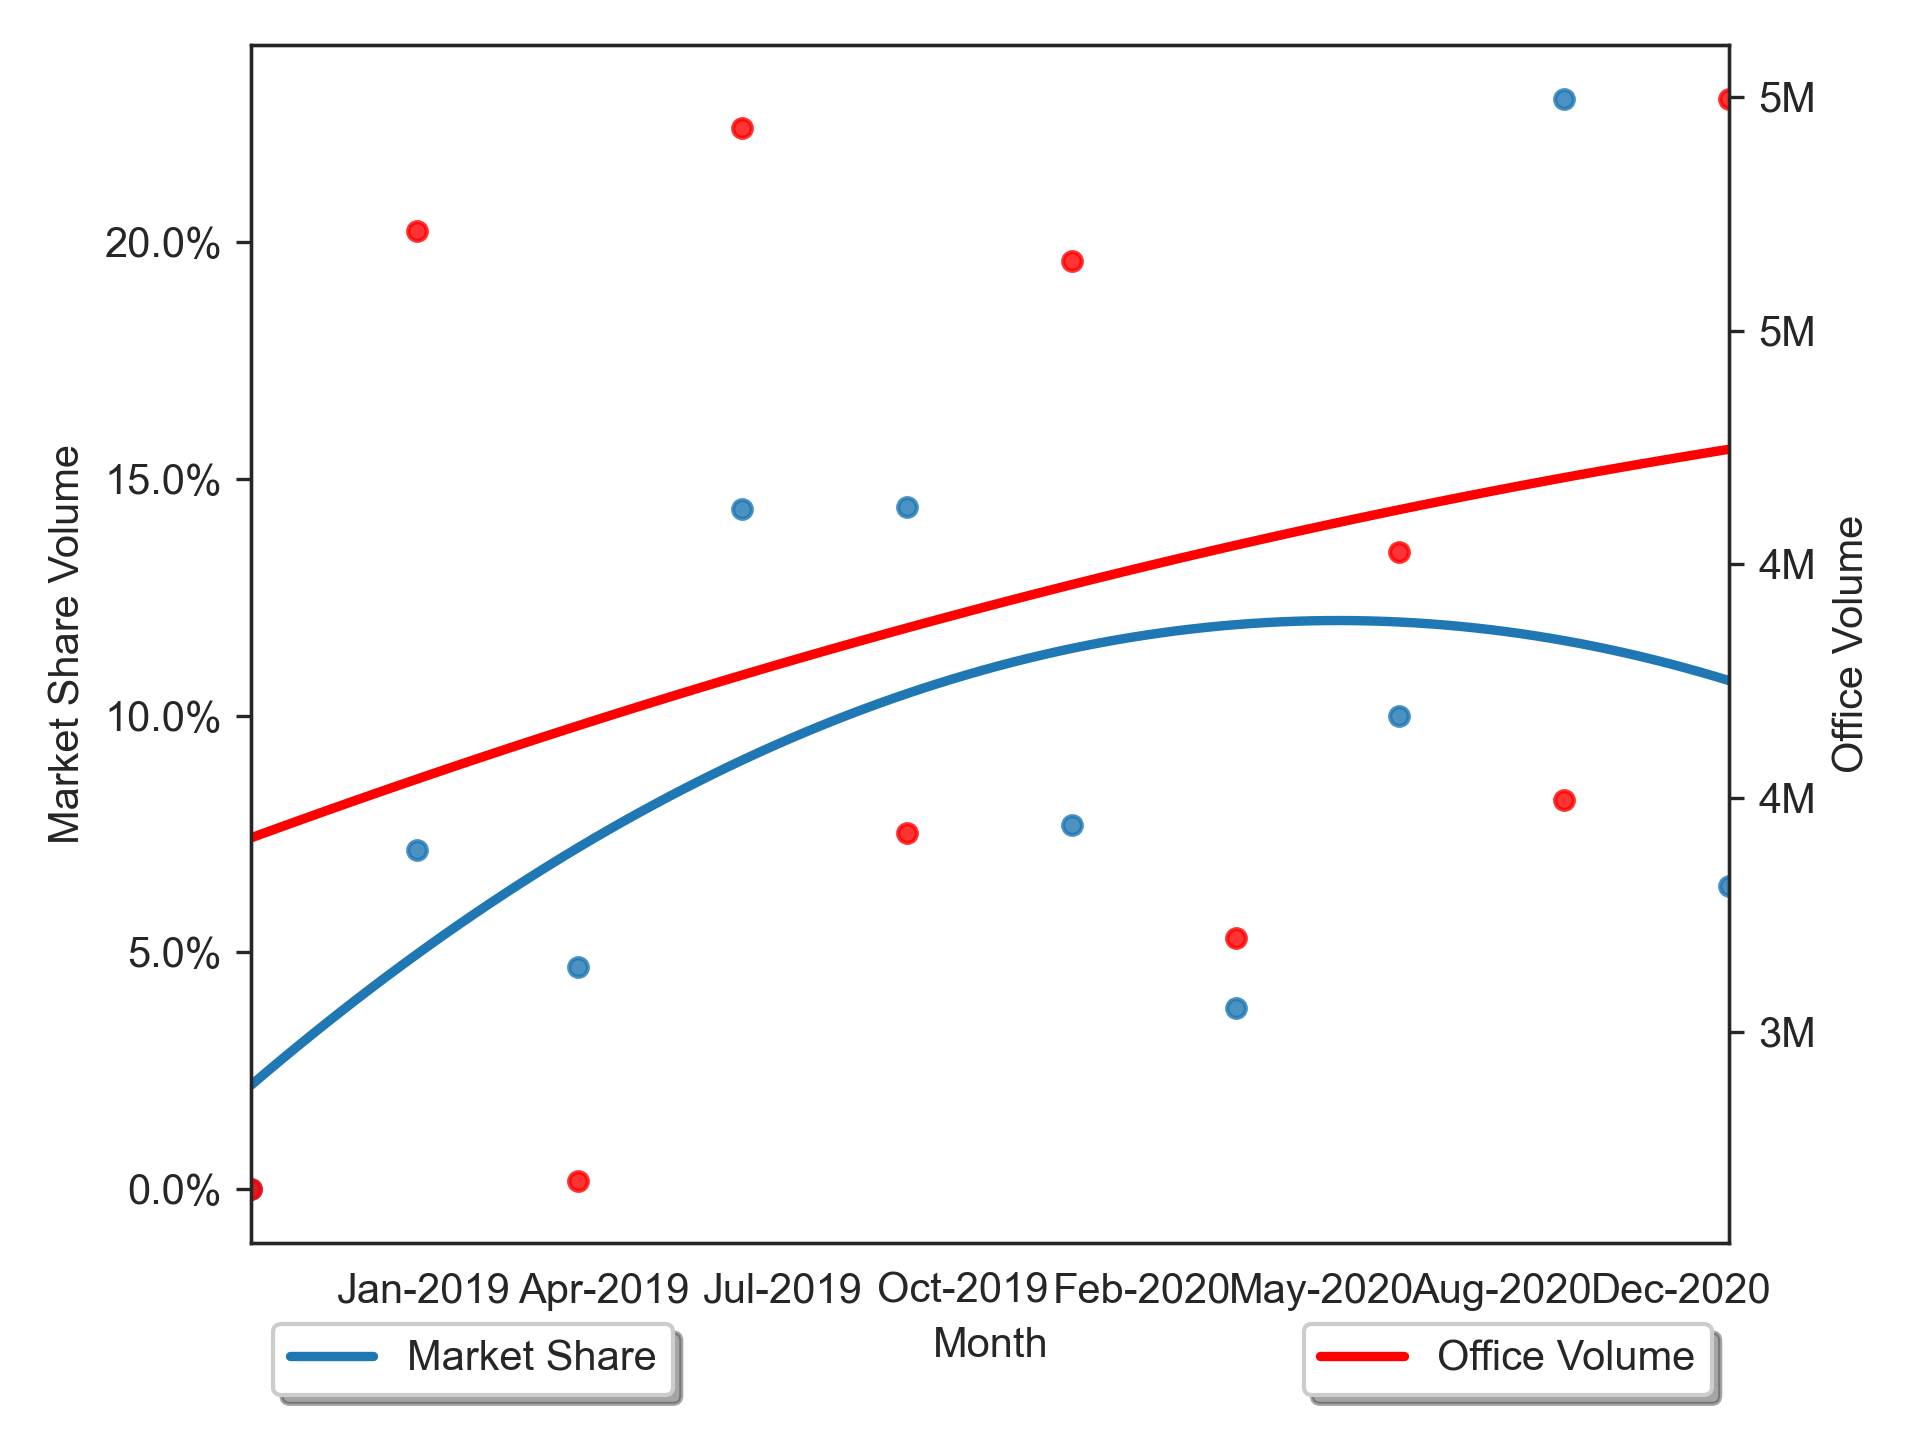 Market Share Volume
20.0%
15.0%
10.0%
5.0%
0.0%
5M
5M
4M
4M
3M
Office Volume
Jan-2019 Apr-2019 Jul-2019 Oct-2019 Feb-2020 May-2020 Aug-2020 Dec-2020
Month
Market Share
Office Volume